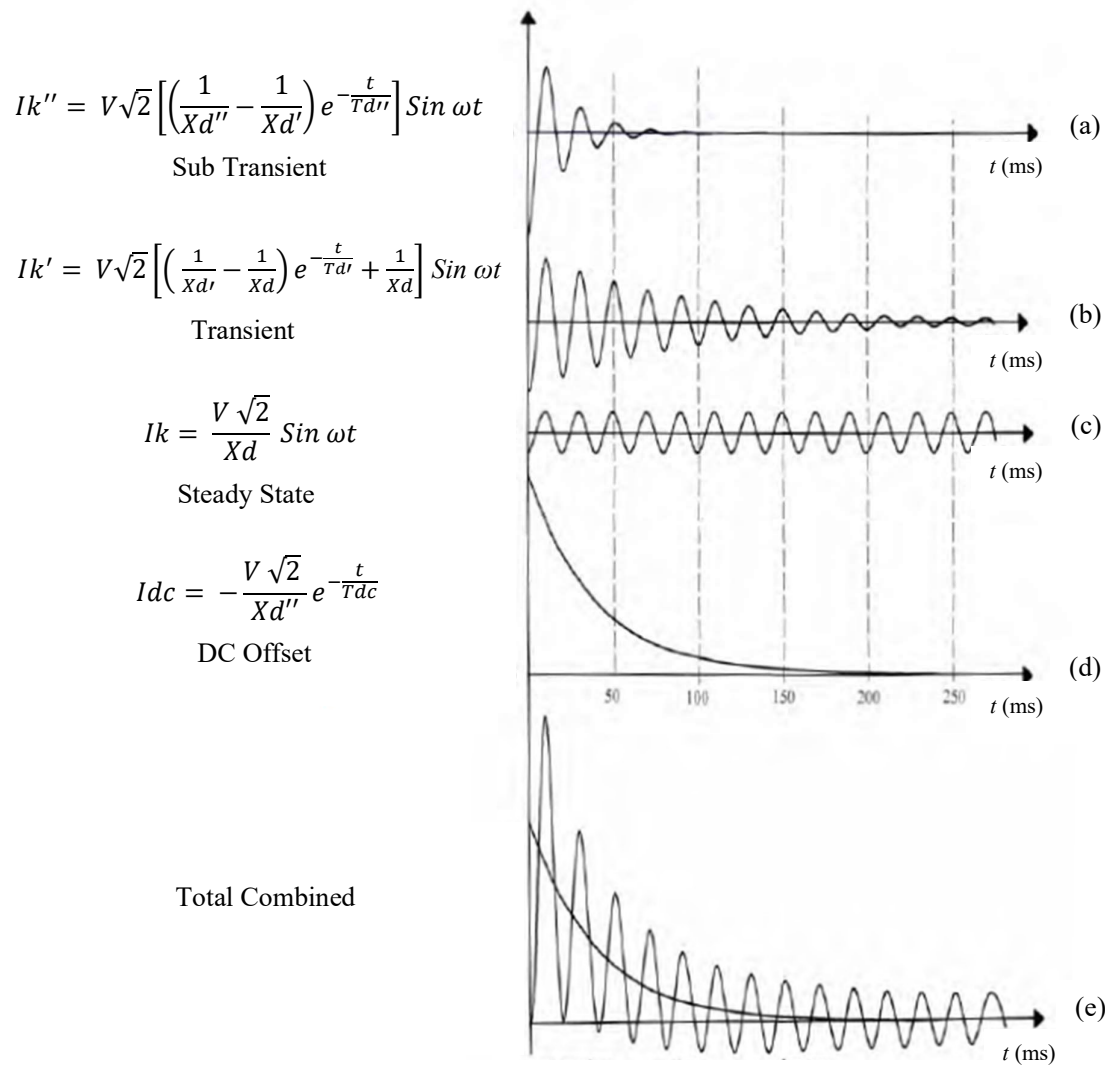 Ik'' = V√2 [(1/Xd'' − 1/Xd') e^(−t/Td'')] Sin ωt
(a)
Sub Transient
t (ms)
Ik' = V√2 [(1/Xd' − 1/Xd) e^(−t/Td') + 1/Xd] Sin ωt
(b)
Transient
t (ms)
Ik = V √2/Xd Sin ωt
(c)
t (ms)
Steady State
Idc = − V √2/Xd'' e^(−t/Tdc)
DC Offset
(d)
50 100 150 200 250
t (ms)
Total Combined
(e)
t (ms)